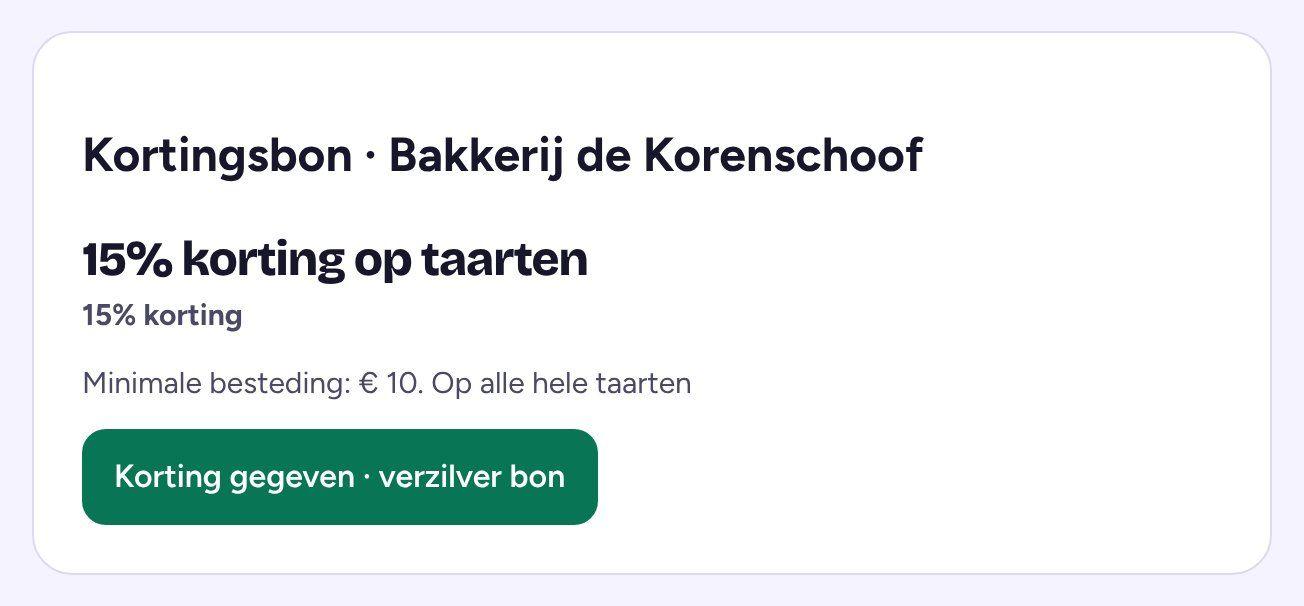 Kortingsbon · Bakkerij de Korenschoof
15% korting op taarten
15% korting
Minimale besteding: € 10. Op alle hele taarten
Korting gegeven · verzilver bon